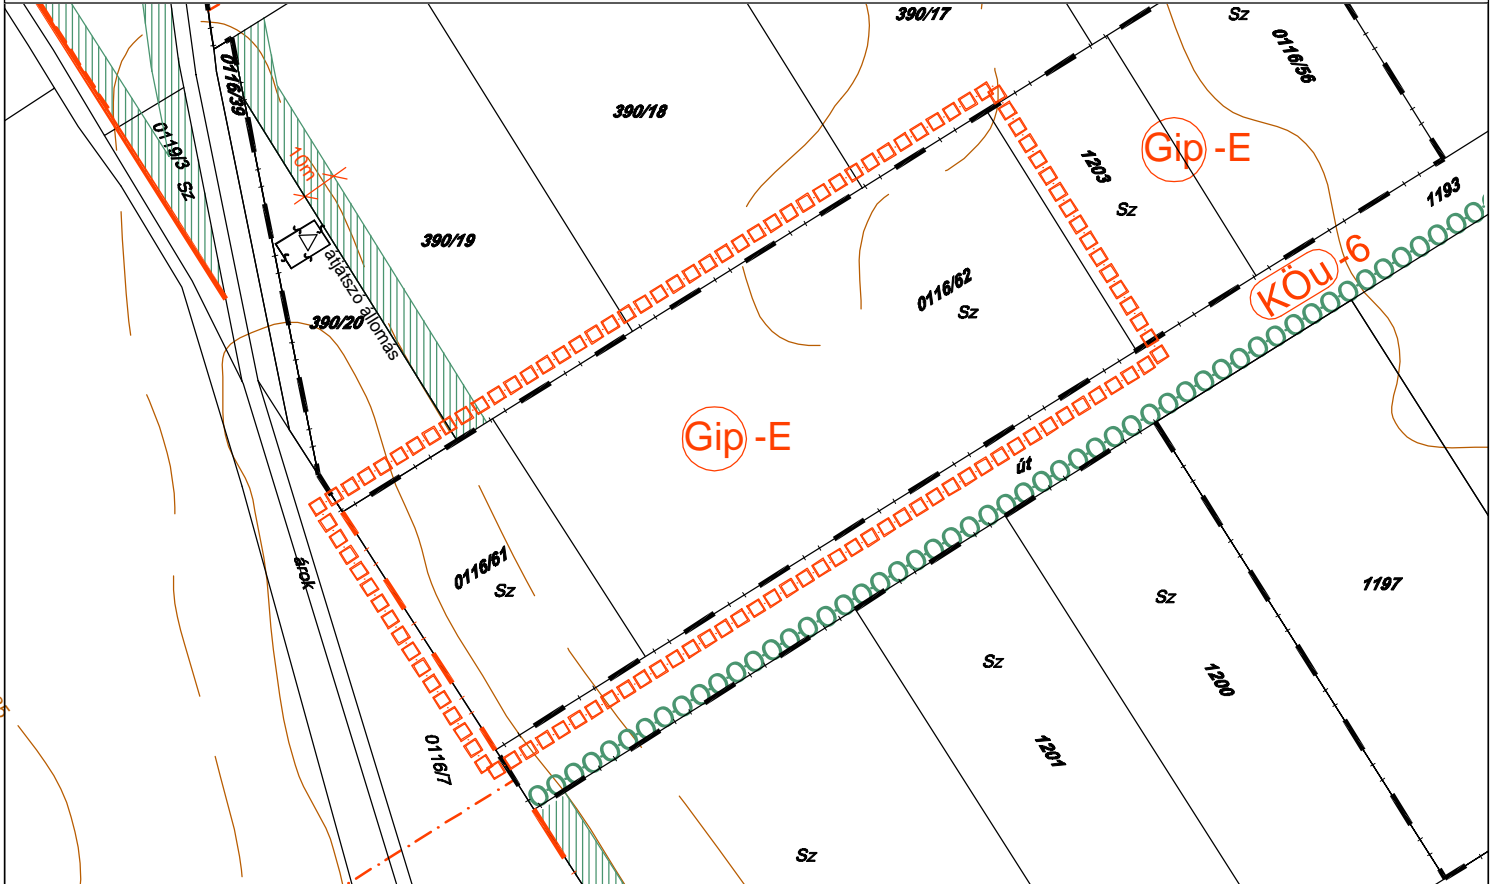 390/17
Sz
0116/56
0116/39
390/18
0119/3 Sz
10m
Gip -E
1203
Sz
1193
390/19
átjátszó állomás
390/20
0116/62
Sz
KÖu -6
Gip -E
út
árok
0116/61
Sz
1197
Sz
Sz
1200
0116/7
1201
Sz